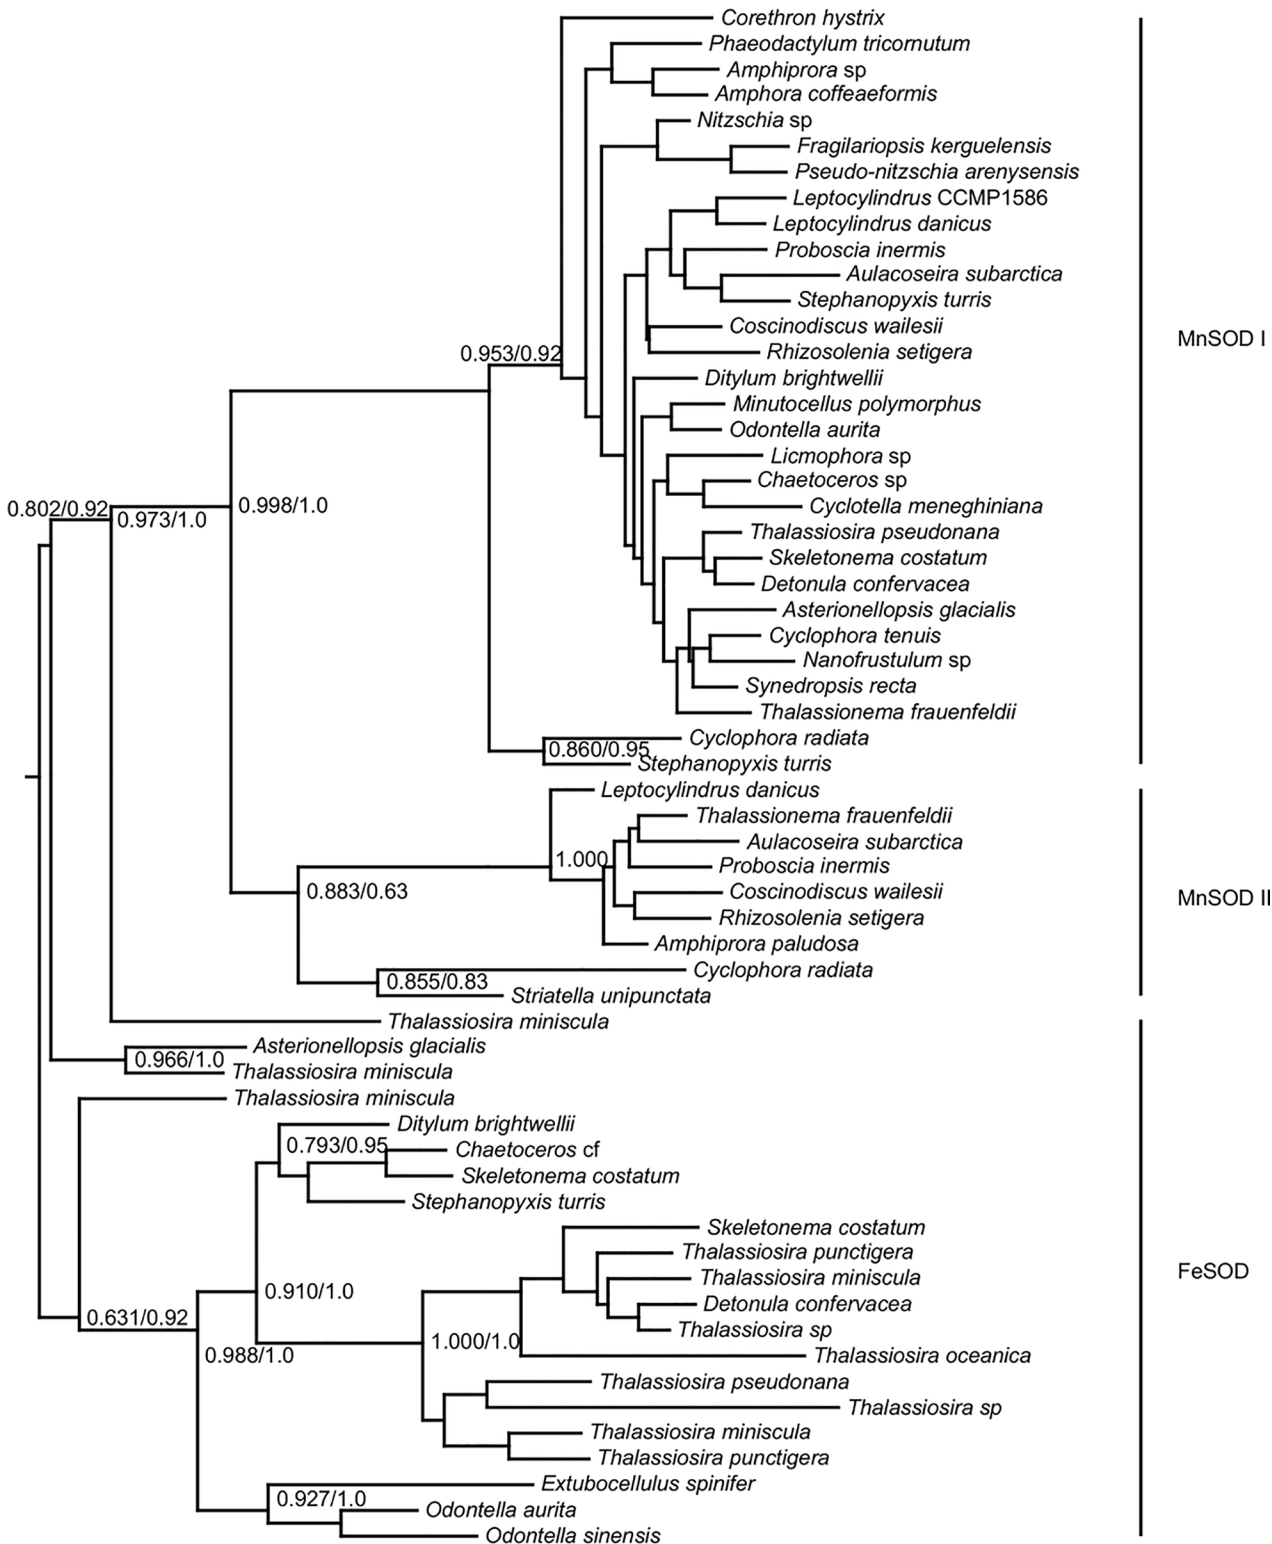 Corethron hystrix
Phaeodactylum tricornutum
Amphiprora sp
Amphora coffeaeformis
Nitzschia sp
Fragilariopsis kerguelensis
Pseudo-nitzschia arenysensis
Leptocylindrus CCMP1586
Leptocylindrus danicus
Proboscia inermis
Aulacoseira subarctica
Stephanopyxis turris
Coscinodiscus wailesii
MnSOD I
0.953/0.92
Rhizosolenia setigera
Ditylum brightwellii
Minutocellus polymorphus
Odontella aurita
Licmophora sp
Chaetoceros sp
0.802/0.92
0.973/1.0
0.998/1.0
Cyclotella meneghiniana
Thalassiosira pseudonana
Skeletonema costatum
Detonula confervacea
Asterionellopsis glacialis
Cyclophora tenuis
Nanofrustulum sp
Synedropsis recta
Thalassionema frauenfeldii
Cyclophora radiata
0.860/0.95
Stephanopyxis turris
Leptocylindrus danicus
Thalassionema frauenfeldii
Aulacoseira subarctica
1.000
Proboscia inermis
0.883/0.63
Coscinodiscus wailesii
MnSOD II
Rhizosolenia setigera
Amphiprora paludosa
Cyclophora radiata
0.855/0.83
Striatella unipunctata
Thalassiosira miniscula
Asterionellopsis glacialis
0.966/1.0
Thalassiosira miniscula
Thalassiosira miniscula
Ditylum brightwellii
0.793/0.95
Chaetoceros cf
Skeletonema costatum
Stephanopyxis turris
Skeletonema costatum
Thalassiosira punctigera
FeSOD
Thalassiosira miniscula
0.910/1.0
Detonula confervacea
0.631/0.92
Thalassiosira sp
1.000/1.0
0.988/1.0
Thalassiosira oceanica
Thalassiosira pseudonana
Thalassiosira sp
Thalassiosira miniscula
Thalassiosira punctigera
Extubocellulus spinifer
0.927/1.0
Odontella aurita
Odontella sinensis